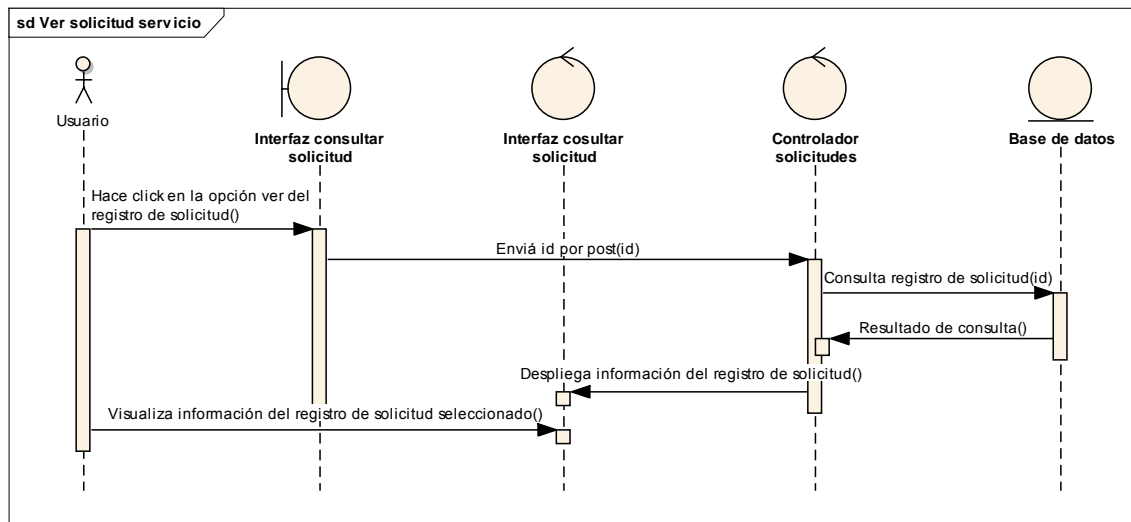 sd Ver solicitud servicio
Usuario
Interfaz consultar
solicitud
Interfaz cosultar
solicitud
Controlador
solicitudes
Base de datos
Hace click en la opción ver del
registro de solicitud()
Enviá id por post(id)
Consulta registro de solicitud(id)
Resultado de consulta()
Despliega información del registro de solicitud()
Visualiza información del registro de solicitud seleccionado()